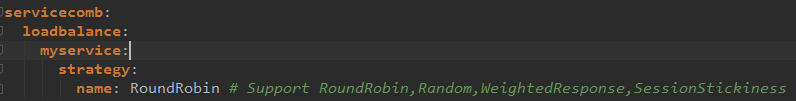 servicecomb:
loadbalance:
myservice:
strategy:
name: RoundRobin # Support RoundRobin,Random,WeightedResponse,SessionStickiness